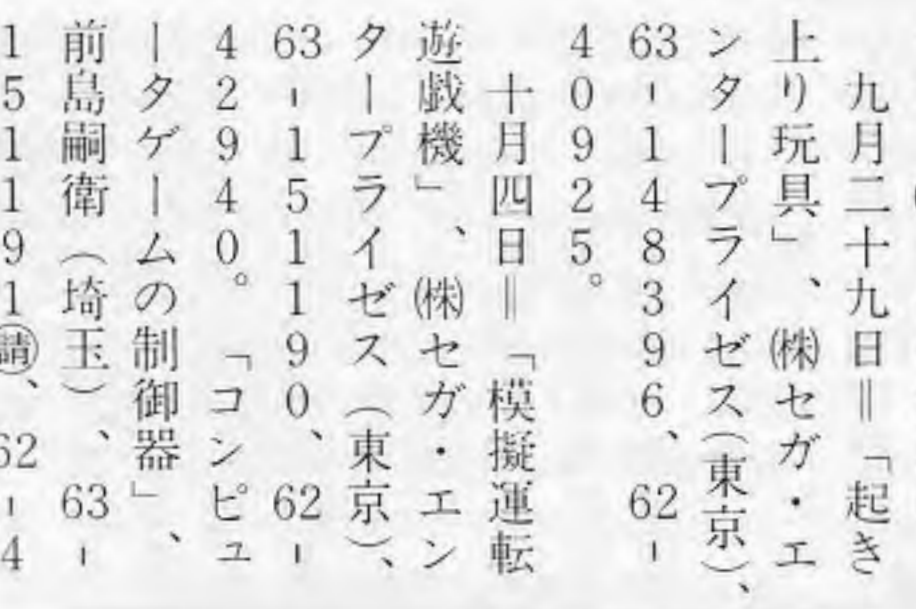 九月二十九日＝「起き
上り玩具」、㈱セガ・エ
ンタープライゼス（東京）、
63-148396、62-
40925。
十月四日＝「模擬運転
遊戯機」、㈱セガ・エン
タープライゼス（東京）、
63-151190、62-
42940。「コンピュ
ータゲームの制御器」、
前島嗣衛（埼玉）、63-
151191㊞、62-4